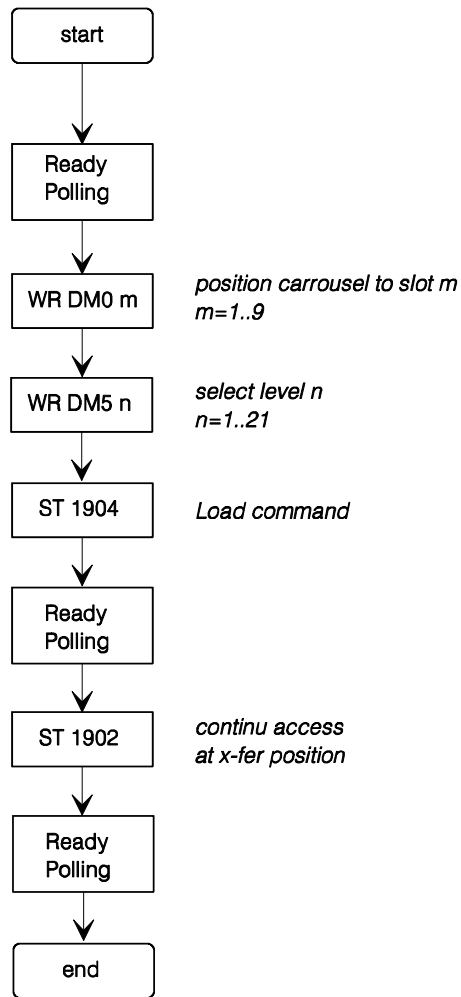 start
Ready
Polling
WR DM0 m
position carrousel to slot m
m=1..9
WR DM5 n
select level n
n=1..21
ST 1904
Load command
Ready
Polling
ST 1902
continu access
at x-fer position
Ready
Polling
end